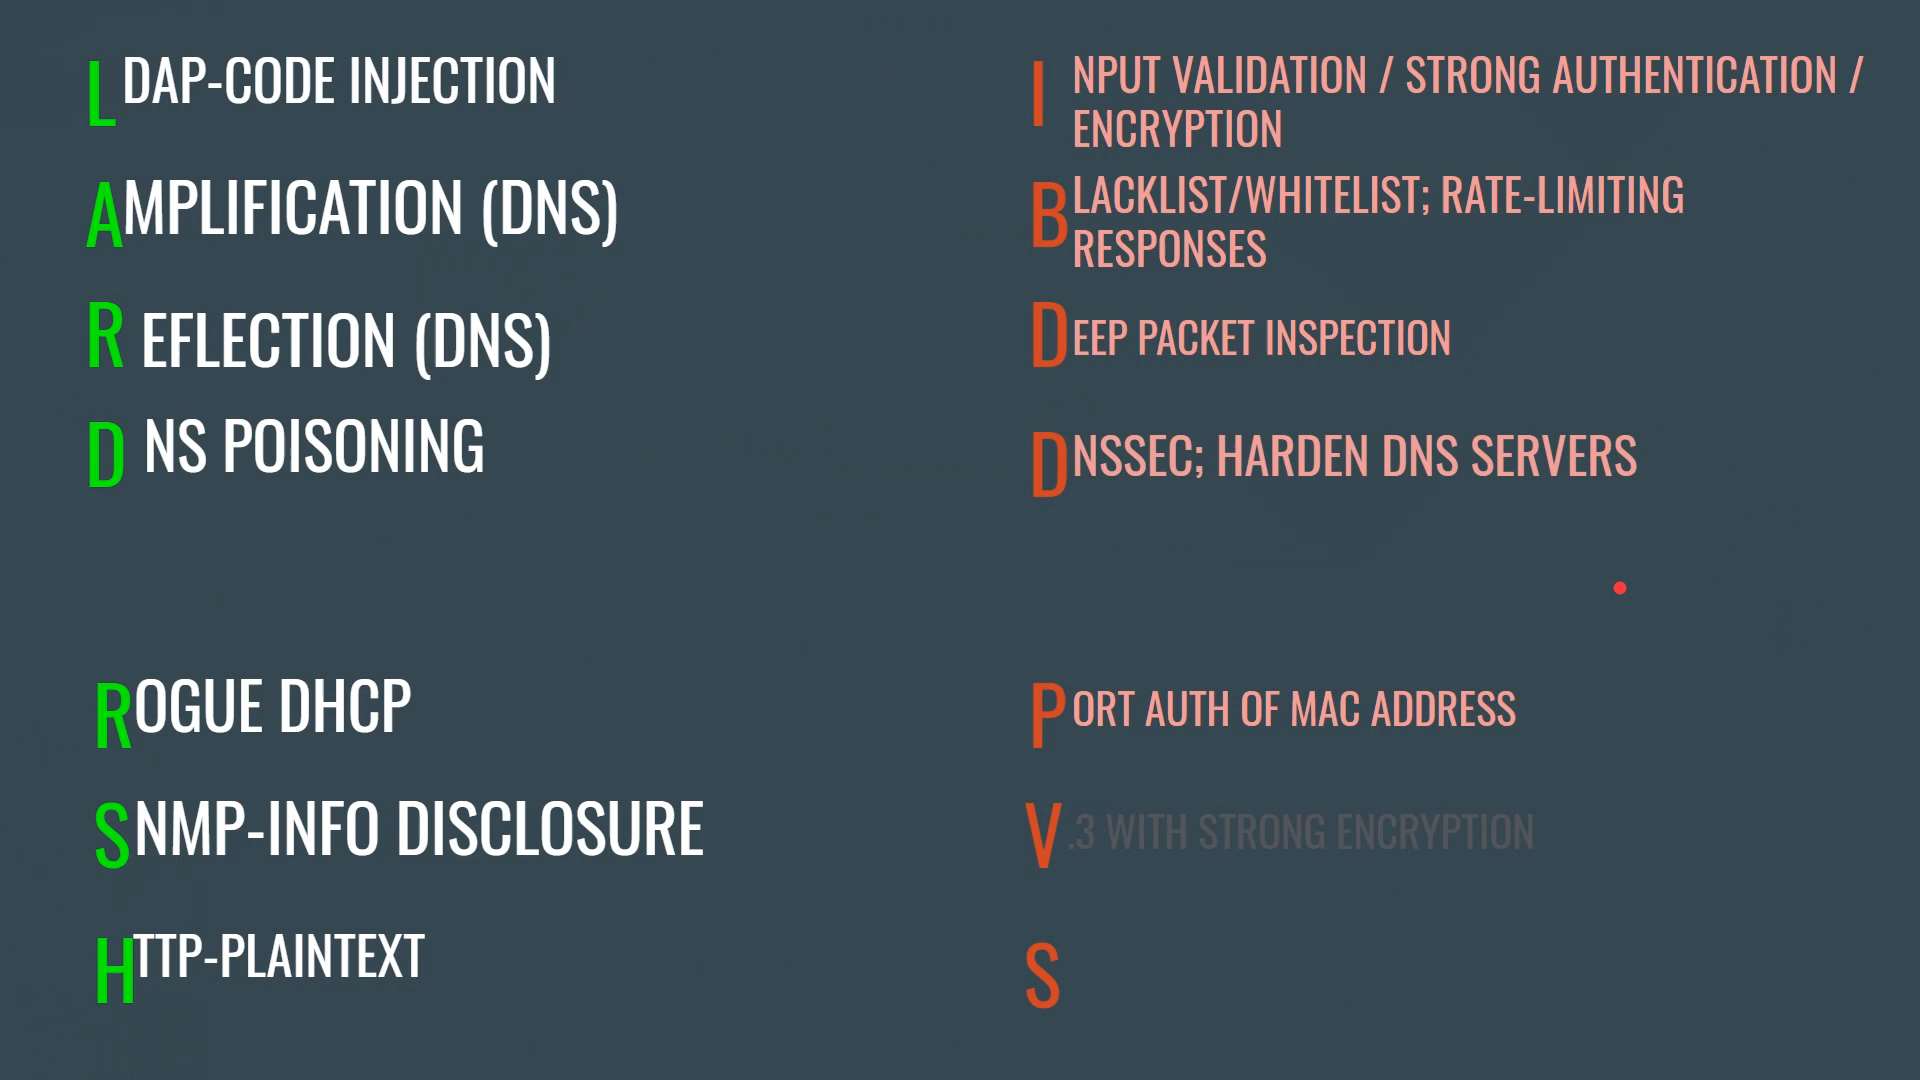 LDAP-CODE INJECTION
INPUT VALIDATION / STRONG AUTHENTICATION /
ENCRYPTION
AMPLIFICATION (DNS)
BLACKLIST/WHITELIST; RATE-LIMITING
RESPONSES
REFLECTION (DNS)
DEEP PACKET INSPECTION
DNS POISONING
DNSSEC; HARDEN DNS SERVERS
ROGUE DHCP
PORT AUTH OF MAC ADDRESS
SNMP-INFO DISCLOSURE
V.3 WITH STRONG ENCRYPTION
HTTP-PLAINTEXT
S